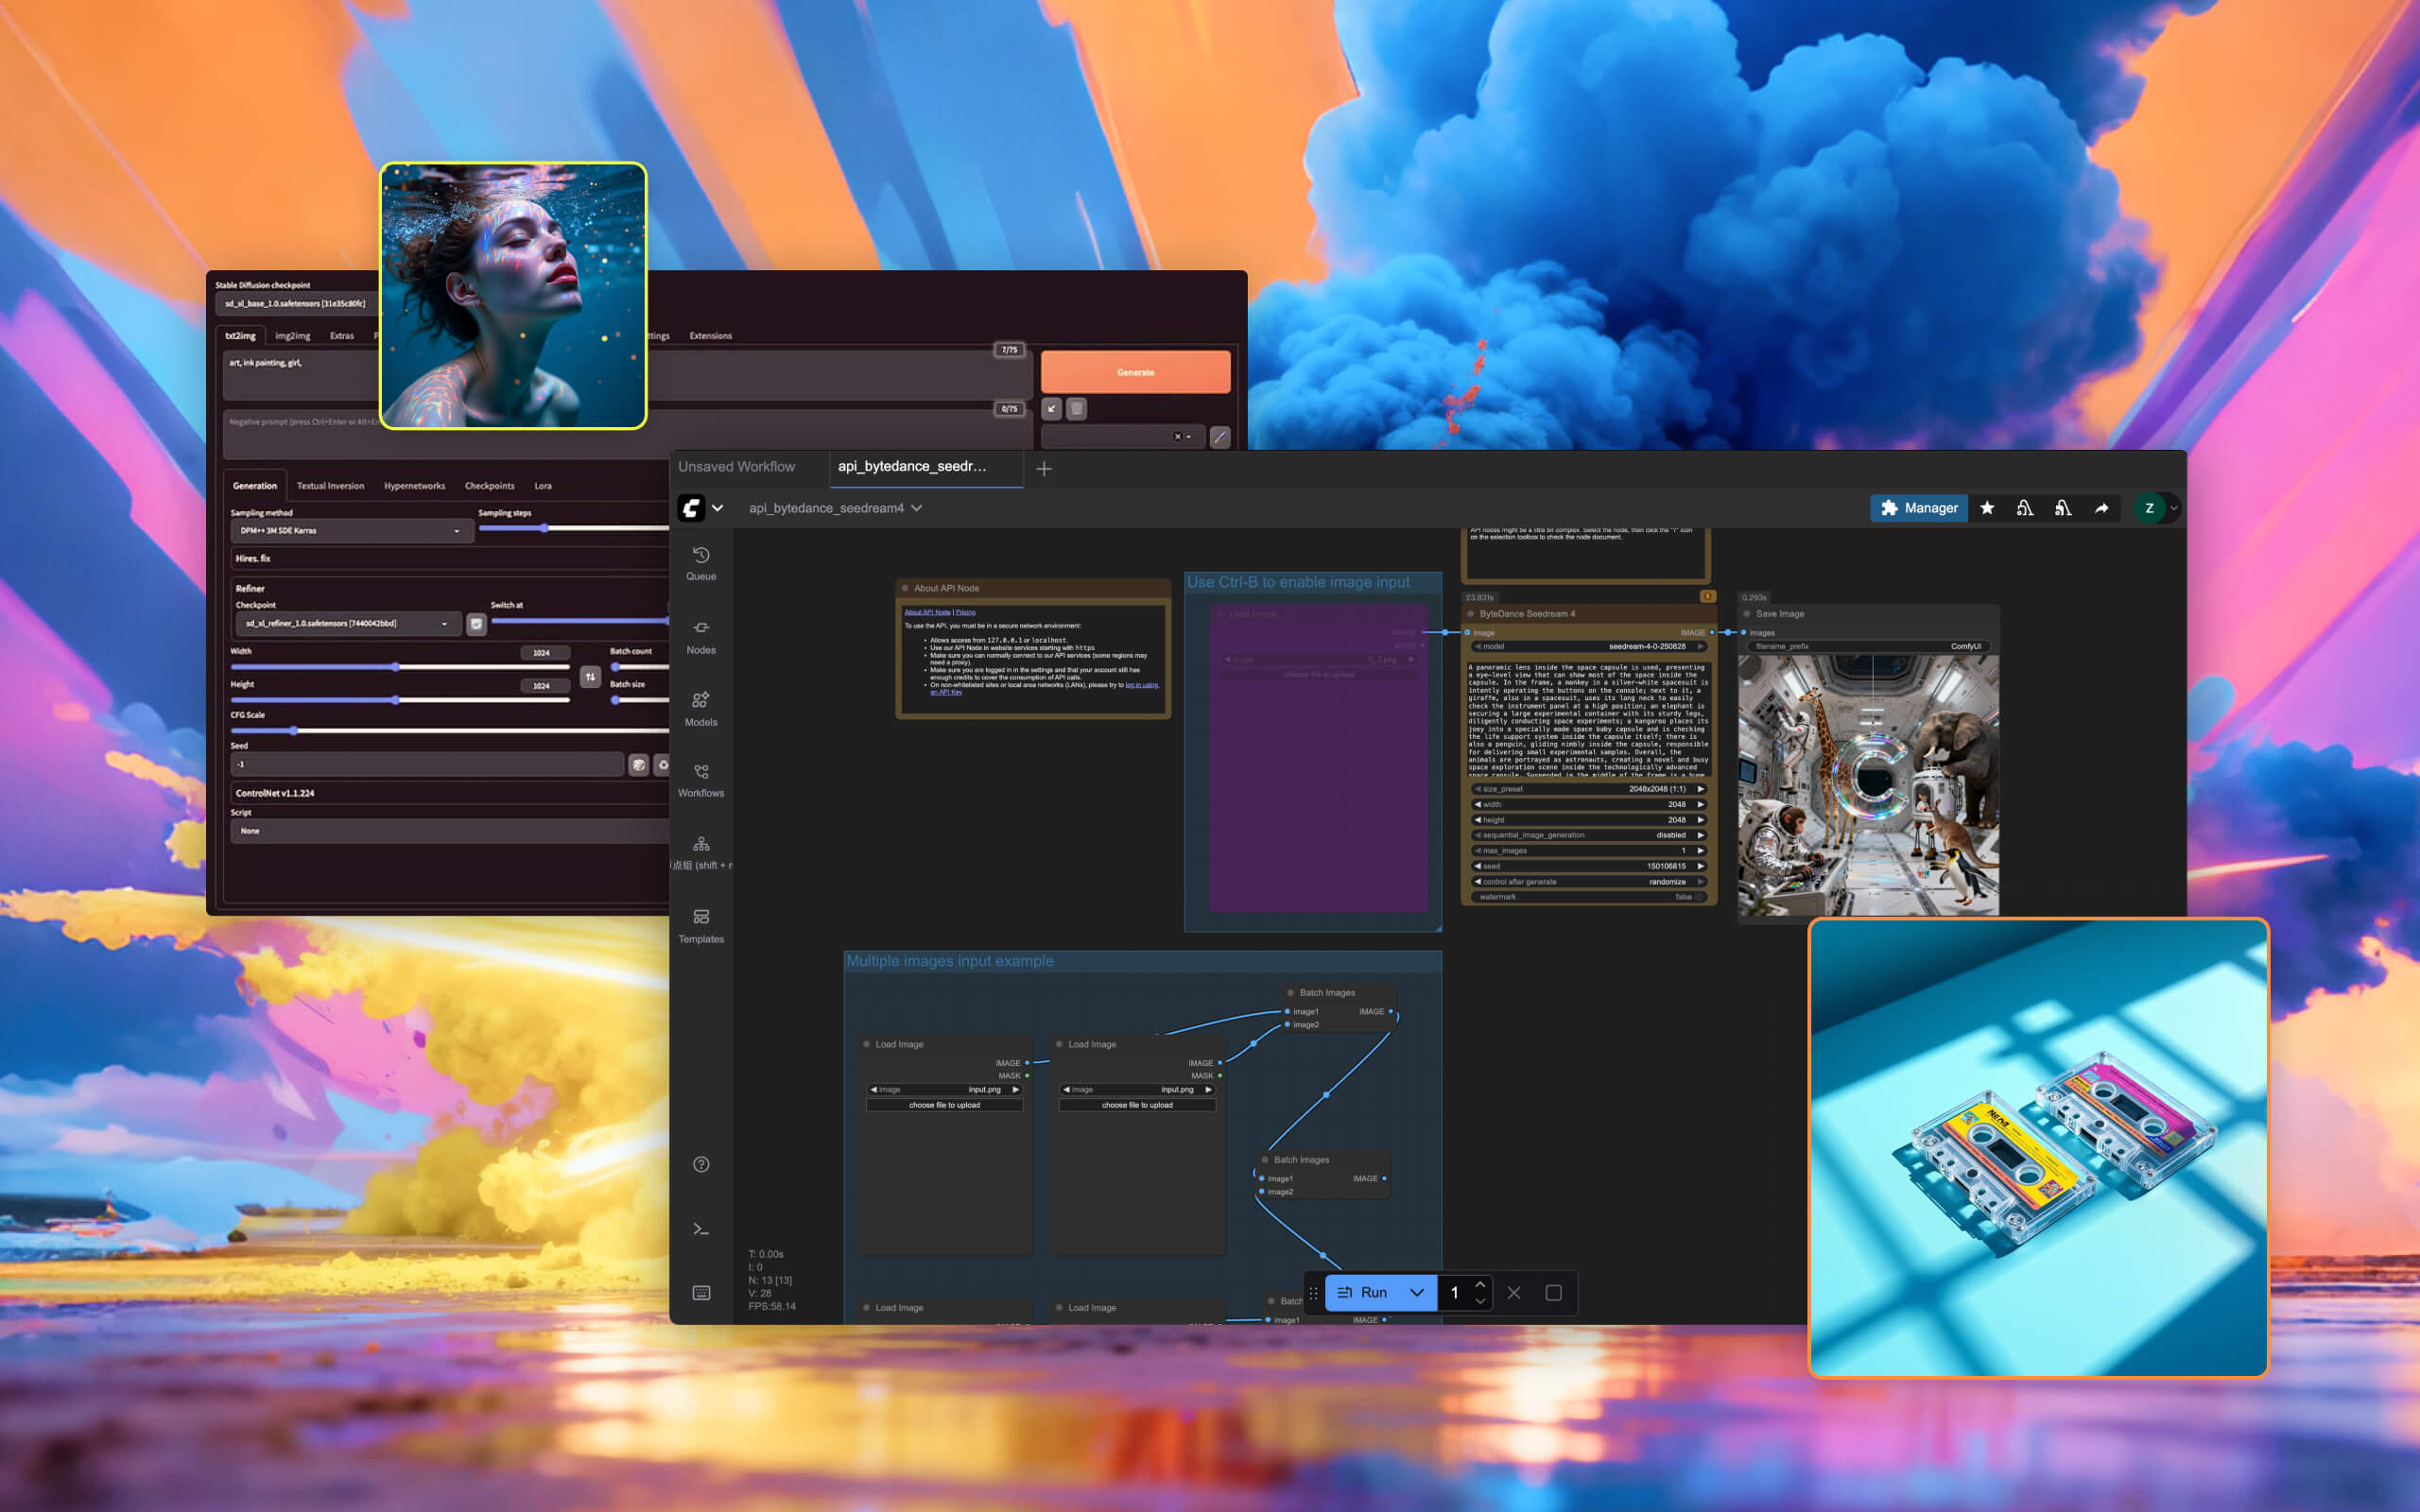 Stable Diffusion checkpoint
sd_xl_base_1.0.safetensors [31e35c80fc]
txt2img
img2img
Extras
ttings
Extensions
art, ink painting, girl,
7/75
Generate
Negative prompt (press Ctrl+Enter or Alt+En
0/75
Generation
Textual Inversion
Hypernetworks
Checkpoints
Lora
Sampling method
Sampling steps
DPM++ 3M SDE Karras
Hires. fix
Refiner
Checkpoint
Switch at
sd_xl_refiner_1.0.safetensors [7440042bbd]
Width
1024
Batch count
Height
1024
Batch size
CFG Scale
Seed
-1
ControlNet v1.1.224
Script
None
Unsaved Workflow
api_bytedance_seedr...
api_bytedance_seedream4
Manager
Z
Queue
Nodes
Models
Workflows
点组 (shift + r
Templates
T: 0.00s
I: 0
N: 13 [13]
V: 28
FPS:58.14
About API Node
About API Node | Pricing
To use the API, you must be in a secure network environment:
Allows access from 127.0.0.1 or localhost.
Use our API Node in website services starting with https
Make sure you can normally connect to our API services (some regions may
need a proxy).
Make sure you are logged in in the settings and that your account still has
enough credits to cover the consumption of API calls.
On non-whitelisted sites or local area networks (LANs), please try to log in using
an API Key
Use Ctrl-B to enable image input
Load Image
IMAGE
MASK
image
choose file to upload
API nodes might be a little bit complex. Select the node, then click the "?" icon
on the selection toolbox to check the node document.
23.831s
ByteDance Seedream 4
image
IMAGE
model
seedream-4-0-250828
A panoramic lens inside the space capsule is used, presenting
a eye-level view that can show most of the space inside the
capsule. In the frame, a monkey in a silver-white spacesuit is
intently operating the buttons on the console; next to it, a
giraffe, also in a spacesuit, uses its long neck to easily
check the instrument panel at a high position; an elephant is
securing a large experimental container with its sturdy legs,
diligently conducting space experiments; a kangaroo places its
joey into a specially made space baby capsule and is checking
the life support system inside the capsule itself; there is
also a penguin, gliding nimbly inside the capsule, responsible
for delivering small experimental samples. Overall, the
animals are portrayed as astronauts, creating a novel and busy
space exploration scene inside the technologically advanced
space capsule. Suspended in the middle of the frame is a huge
size_preset
2048x2048 (1:1)
width
2048
height
2048
sequential_image_generation
disabled
max_images
1
seed
150106815
control after generate
randomize
watermark
false
0.293s
Save Image
images
filename_prefix
ComfyUI
C
Multiple images input example
Batch Images
image1
IMAGE
image2
Load Image
IMAGE
MASK
image
input.png
choose file to upload
Load Image
IMAGE
MASK
image
input.png
choose file to upload
Batch Images
image1
IMAGE
image2
Load Image
Load Image
Batch
image1
IMAGE
Run
1